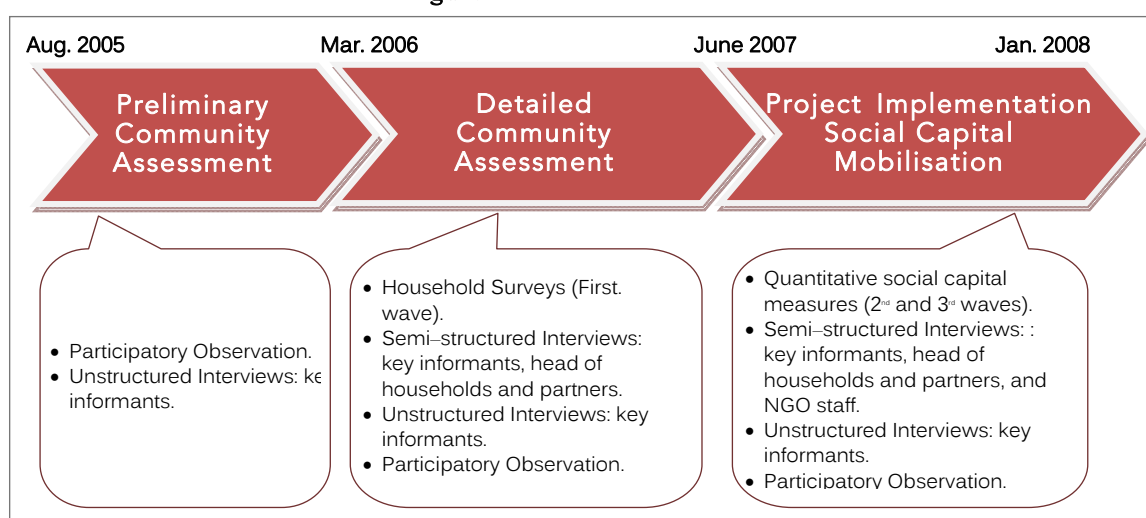 Aug. 2005
Mar. 2006
June 2007
Jan. 2008
Preliminary
Community
Assessment
Detailed
Community
Assessment
Project Implementation
Social Capital
Mobilisation
• Participatory Observation.
• Unstructured Interviews: ke
informants.
• Household Surveys (First.
wave).
• Semi–structured Interviews:
key informants, head of
households and partners.
• Unstructured Interviews: key
informants.
• Participatory Observation.
• Quantitative social capital
measures (2nd and 3rd waves).
• Semi–structured Interviews: :
key informants, head of
households and partners, and
NGO staff.
• Unstructured Interviews: key
informants.
• Participatory Observation.